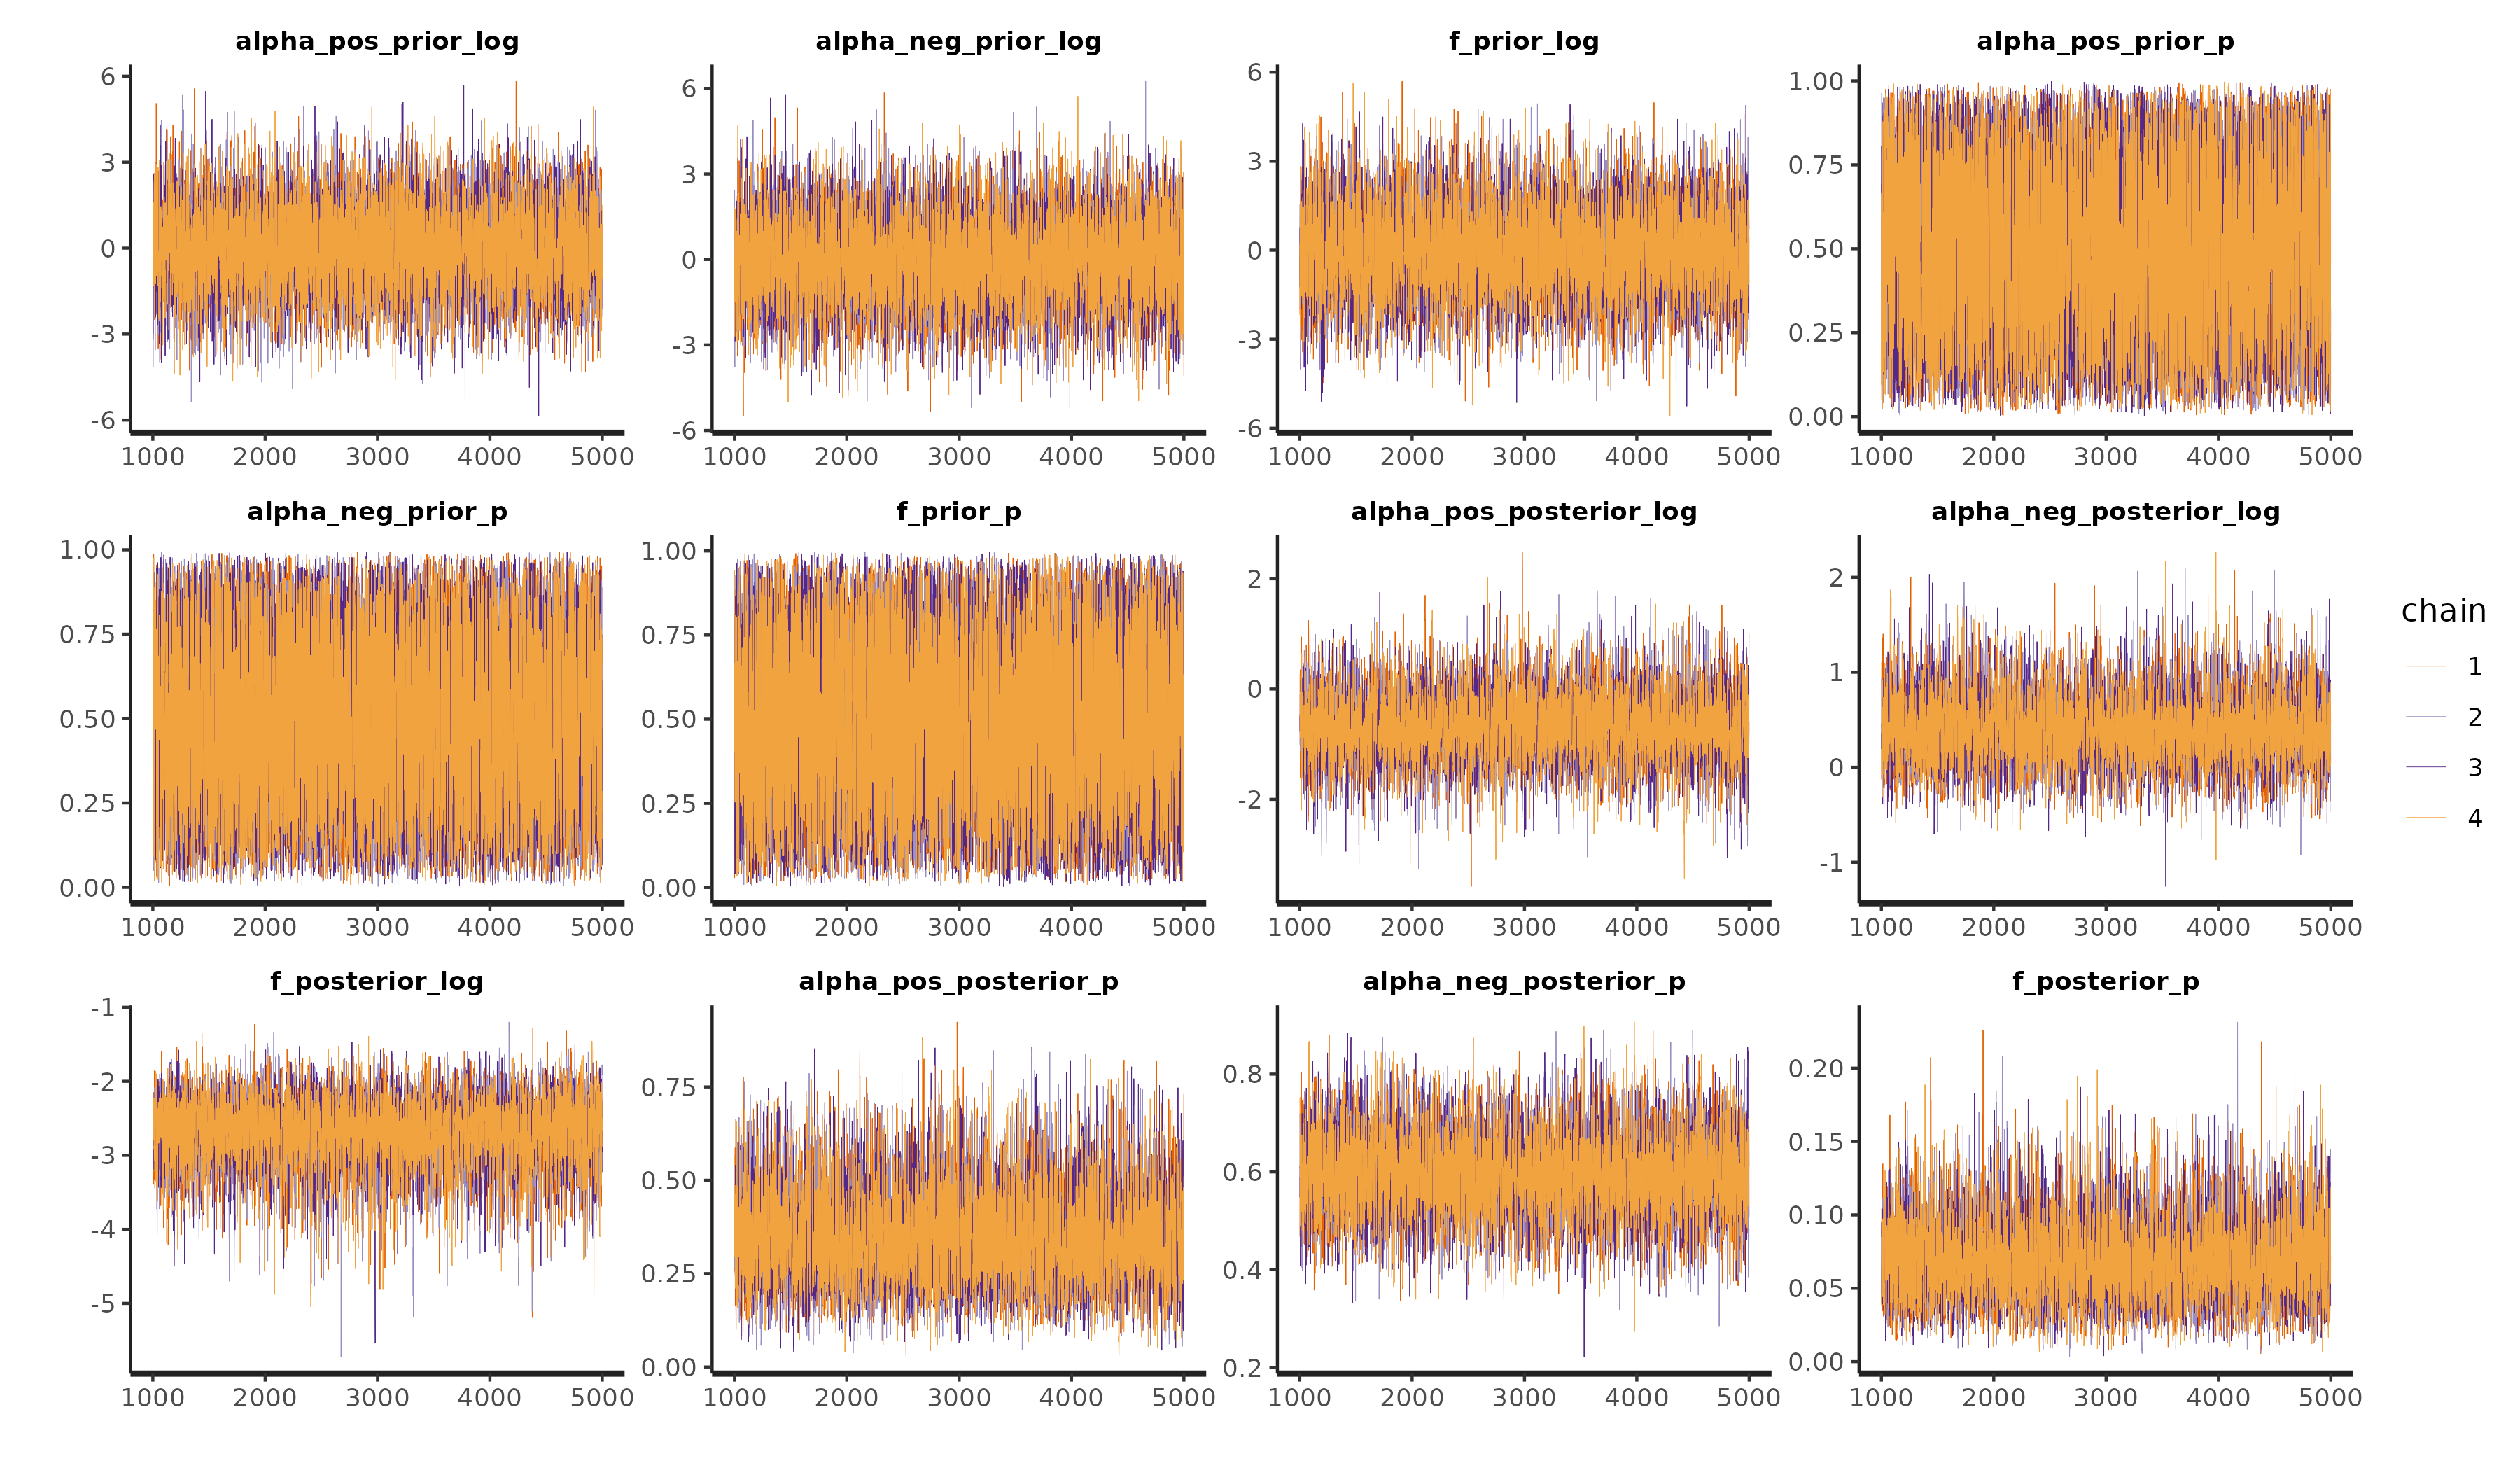 alpha_pos_prior_log alpha_neg_prior_log f_prior_log alpha_pos_prior_p
6 6 6 1.00
3 3 3 0.75
0 0 0 0.50
-3 -3 -3 0.25
-6 -6 -6 0.00
1000 2000 3000 4000 5000 1000 2000 3000 4000 5000 1000 2000 3000 4000 5000 1000 2000 3000 4000 5000
alpha_neg_prior_p f_prior_p alpha_pos_posterior_log alpha_neg_posterior_log
1.00 1.00 2 2
0.75 0.75 0 1
0.50 0.50 -2 0
0.25 0.25 -1
0.00 0.00
1000 2000 3000 4000 5000 1000 2000 3000 4000 5000 1000 2000 3000 4000 5000 1000 2000 3000 4000 5000
chain
1
2
3
4
f_posterior_log alpha_pos_posterior_p alpha_neg_posterior_p f_posterior_p
-1 0.75 0.8 0.20
-2 0.50 0.6 0.15
-3 0.25 0.4 0.10
-4 0.00 0.2 0.05
-5 0.00
1000 2000 3000 4000 5000 1000 2000 3000 4000 5000 1000 2000 3000 4000 5000 1000 2000 3000 4000 5000